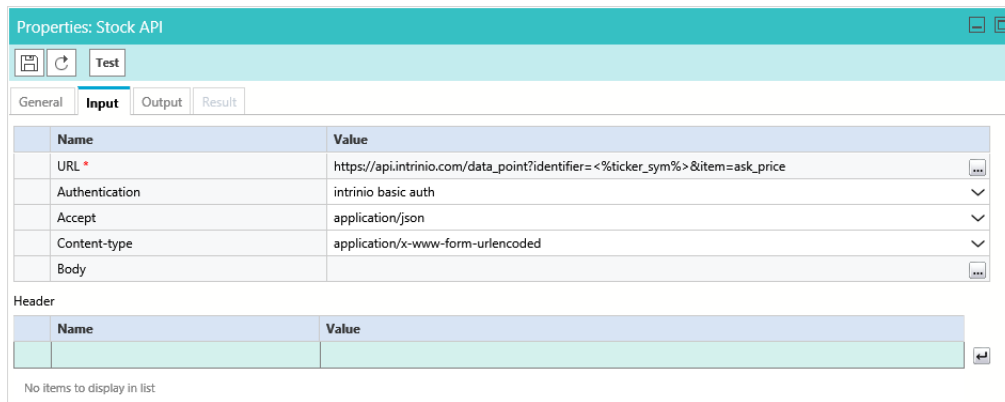 Properties: Stock API
Test
General Input Output Result
Name Value
URL * https://api.intrinio.com/data_point?identifier=<%ticker_sym%>&item=ask_price ...
Authentication intrinio basic auth
Accept application/json
Content-type application/x-www-form-urlencoded
Body ...
Header
Name Value
No items to display in list